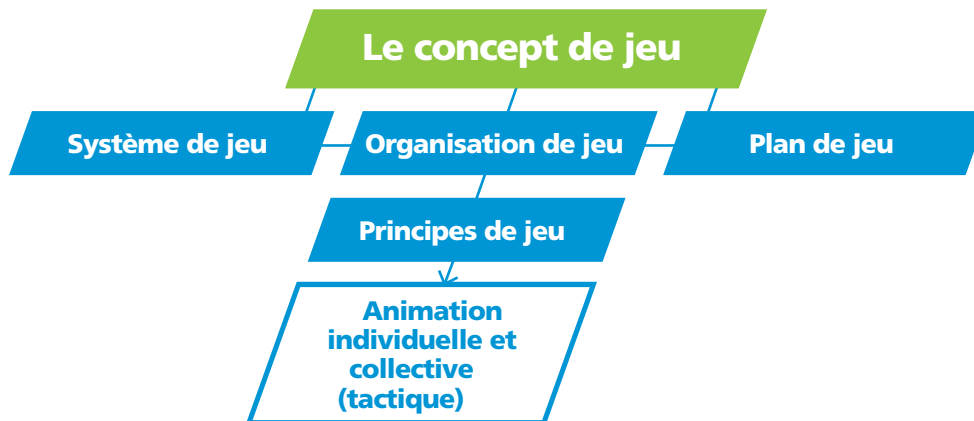 Le concept de jeu
Système de jeu
Organisation de jeu
Plan de jeu
Principes de jeu
Animation
individuelle et
collective
(tactique)